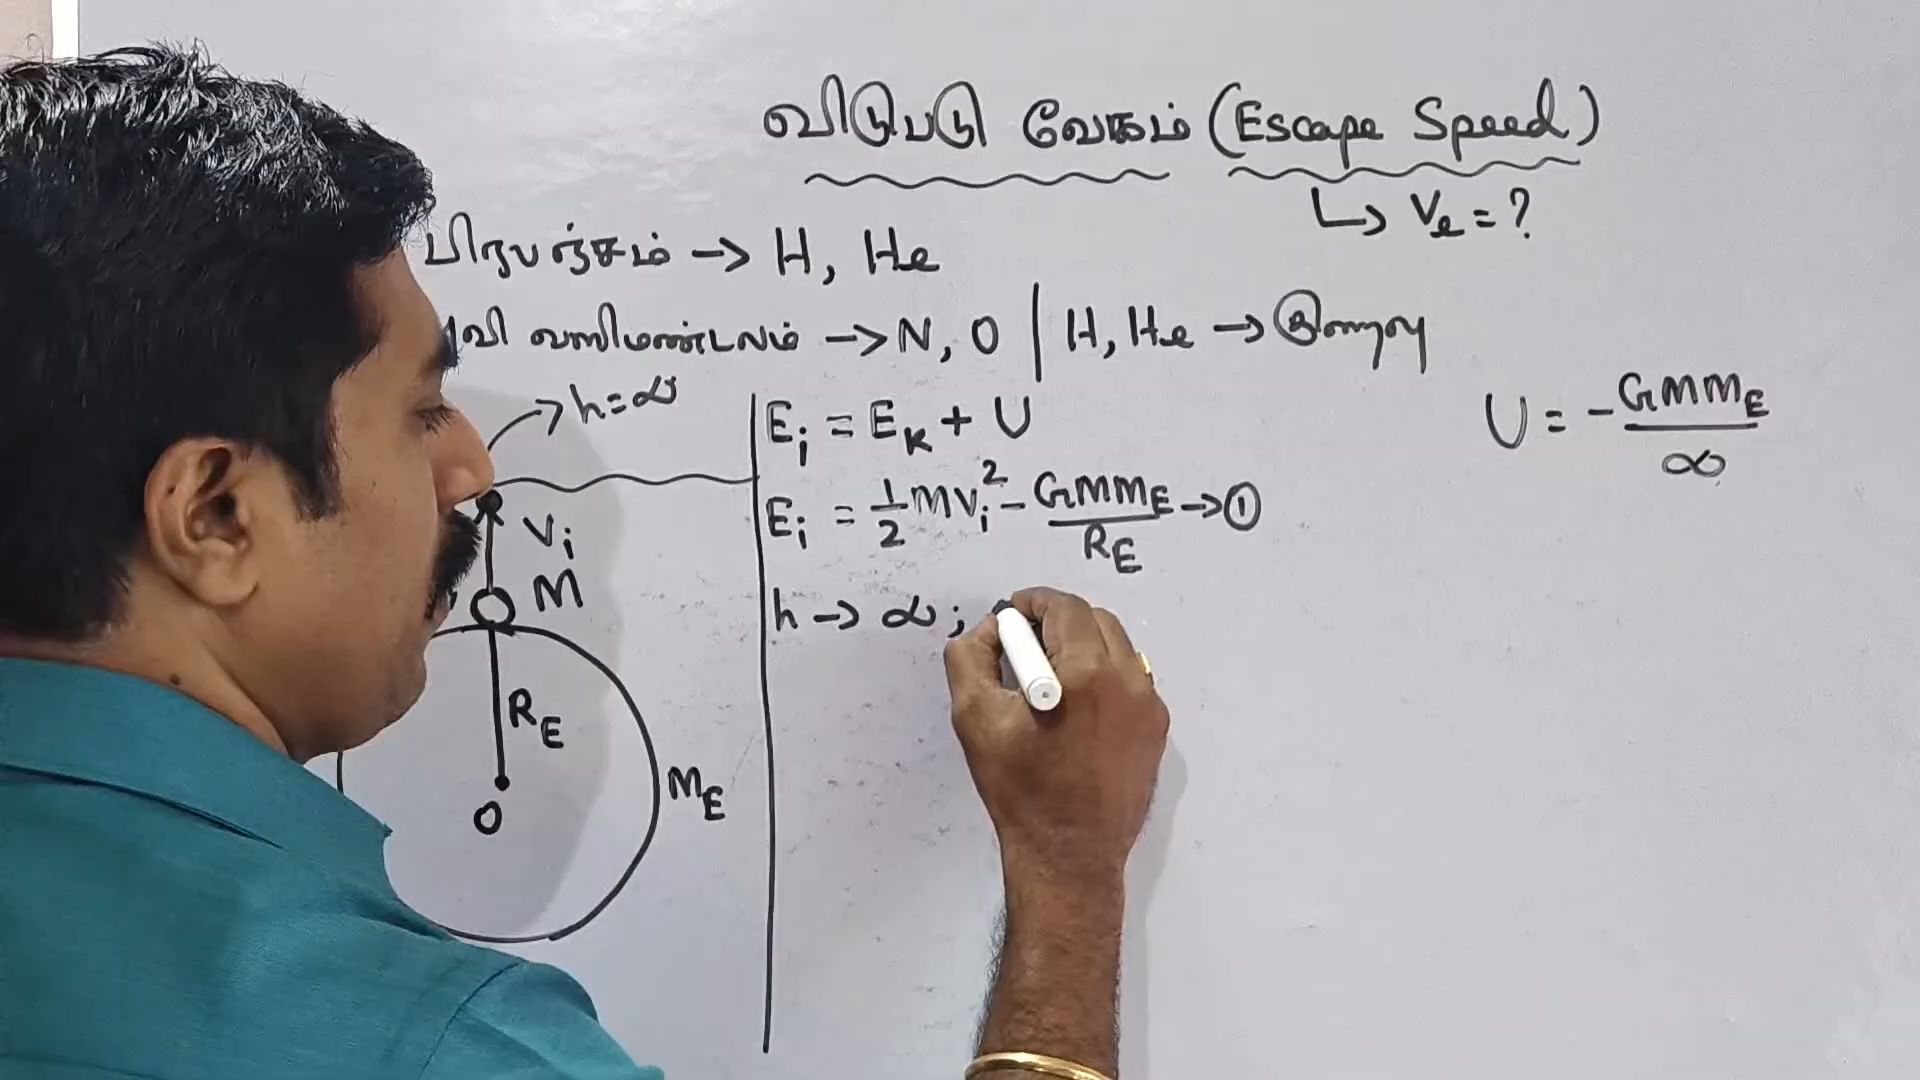 விடுபடு வேகம் (Escape Speed)
↳ Ve = ?
பிரபஞ்சம் → H, He
வி வளிமண்டலம் → N, O | H, He → குறைவு
h = ∞
Ei = EK + U
U = - GMME / ∞
Ei = 1/2 MVi² - GMME / RE → ①
Vi
M
h → ∞ ;
RE
ME
O